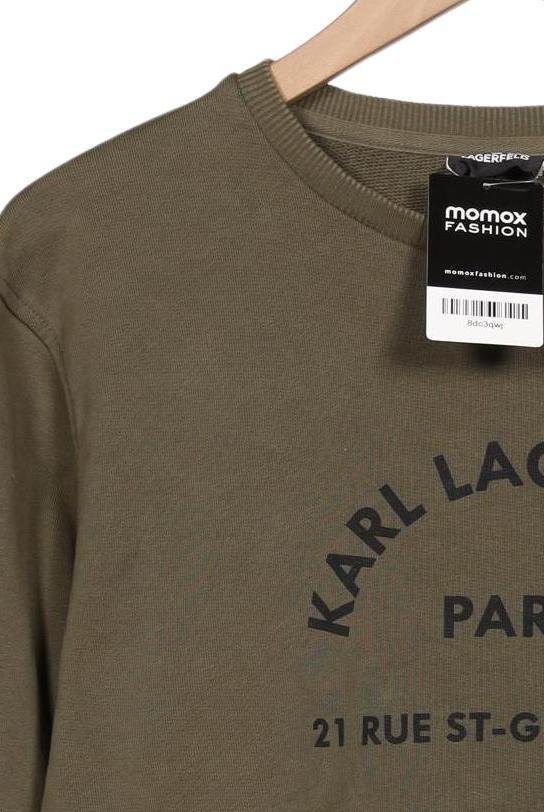 LAGERFELD
momox
FASHION
momoxfashion.com
8dc3qwj
KARL LAG
PAR
21 RUE ST-G